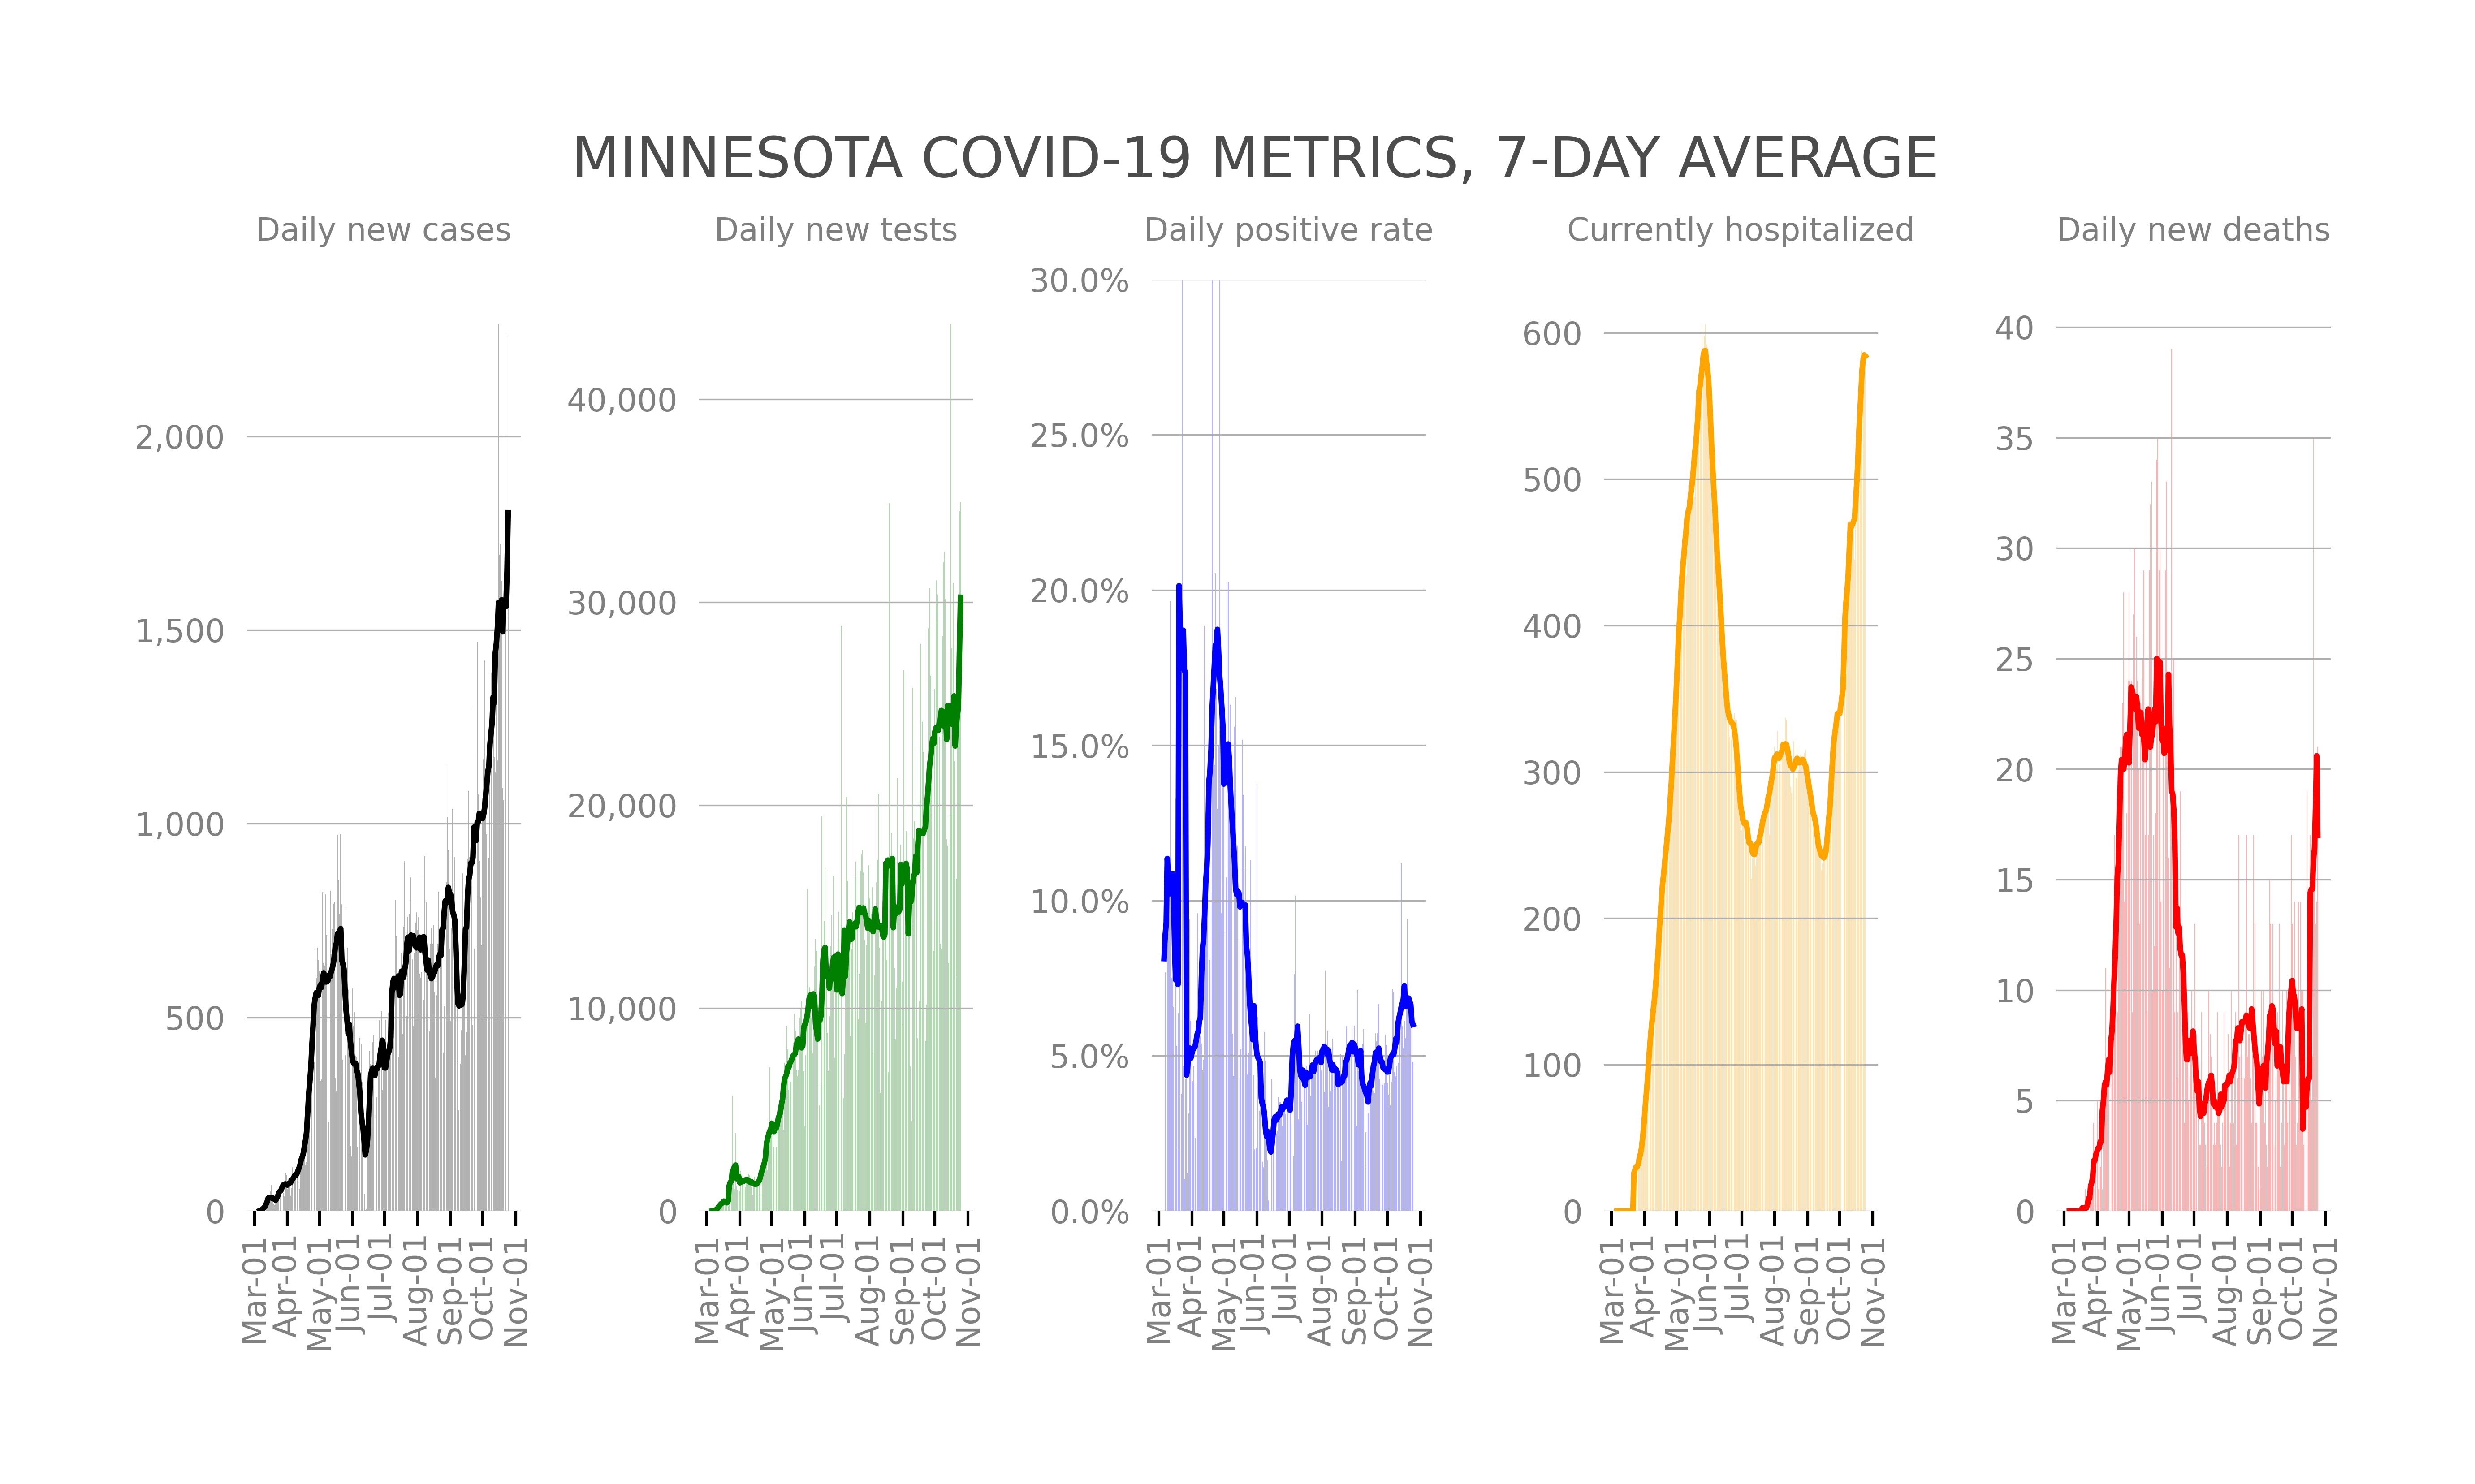 MINNESOTA COVID-19 METRICS, 7-DAY AVERAGE
Daily new cases
2,000
1,500
1,000
500
0
Mar-01
Apr-01
May-01
Jun-01
Jul-01
Aug-01
Sep-01
Oct-01
Nov-01
Daily new tests
40,000
30,000
20,000
10,000
0
Mar-01
Apr-01
May-01
Jun-01
Jul-01
Aug-01
Sep-01
Oct-01
Nov-01
Daily positive rate
30.0%
25.0%
20.0%
15.0%
10.0%
5.0%
0.0%
Mar-01
Apr-01
May-01
Jun-01
Jul-01
Aug-01
Sep-01
Oct-01
Nov-01
Currently hospitalized
600
500
400
300
200
100
0
Mar-01
Apr-01
May-01
Jun-01
Jul-01
Aug-01
Sep-01
Oct-01
Nov-01
Daily new deaths
40
35
30
25
20
15
10
5
0
Mar-01
Apr-01
May-01
Jun-01
Jul-01
Aug-01
Sep-01
Oct-01
Nov-01